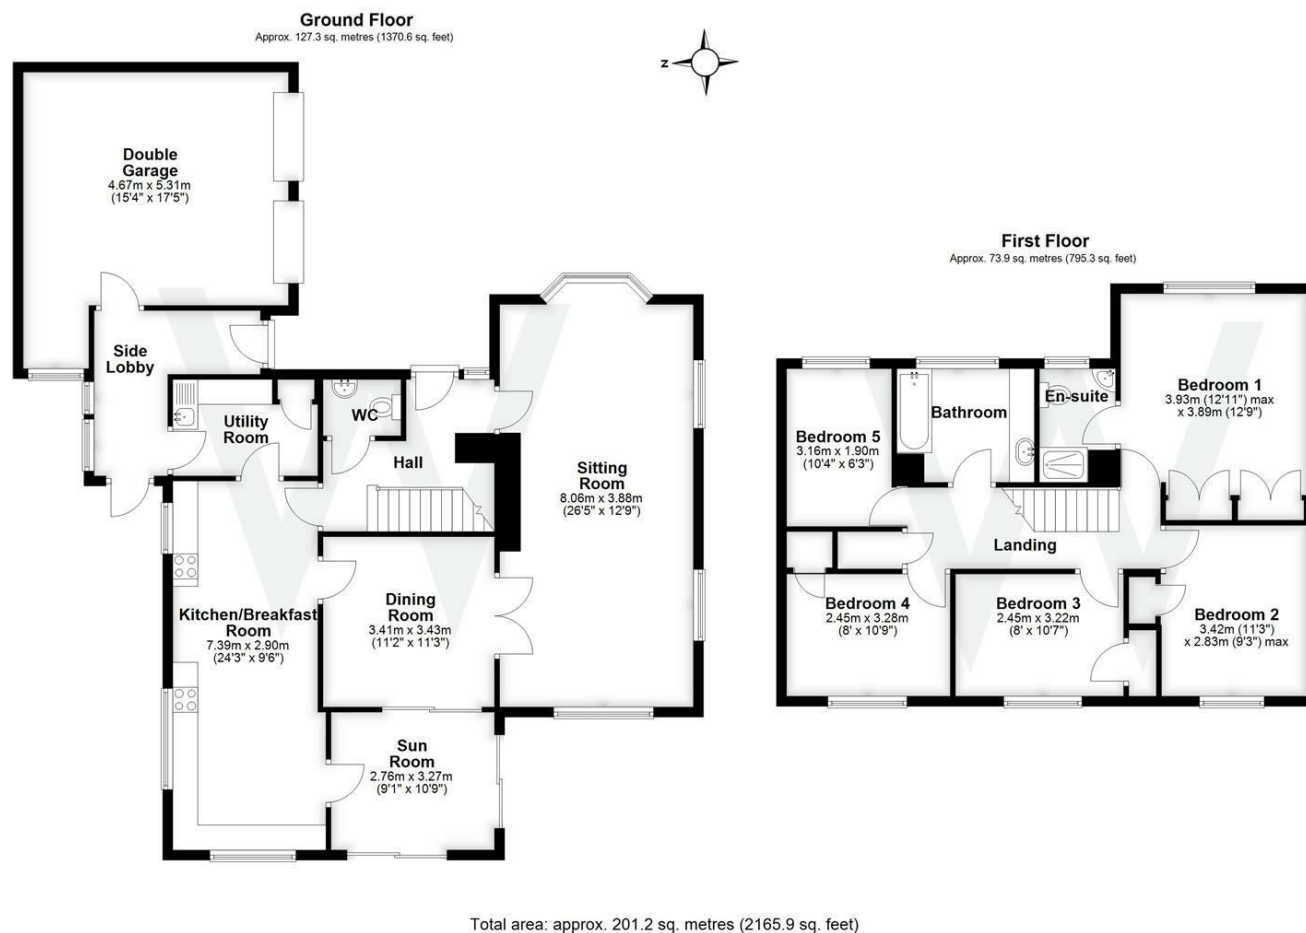 Ground Floor
Approx. 127.3 sq. metres (1370.6 sq. feet)
z
Double
Garage
4.67m x 5.31m
(15'4" x 17'5")
Side
Lobby
Utility
Room
WC
Hall
Sitting
Room
8.06m x 3.88m
(26'5" x 12'9")
Kitchen/Breakfast
Room
7.39m x 2.90m
(24'3" x 9'6")
Dining
Room
3.41m x 3.43m
(11'2" x 11'3")
Sun
Room
2.76m x 3.27m
(9'1" x 10'9")
First Floor
Approx. 73.9 sq. metres (795.3 sq. feet)
Bedroom 1
3.93m (12'11") max
x 3.89m (12'9")
En-suite
Bathroom
Bedroom 5
3.16m x 1.90m
(10'4" x 6'3")
Landing
Bedroom 4
2.45m x 3.28m
(8' x 10'9")
Bedroom 3
2.45m x 3.22m
(8' x 10'7")
Bedroom 2
3.42m (11'3")
x 2.83m (9'3") max
Total area: approx. 201.2 sq. metres (2165.9 sq. feet)